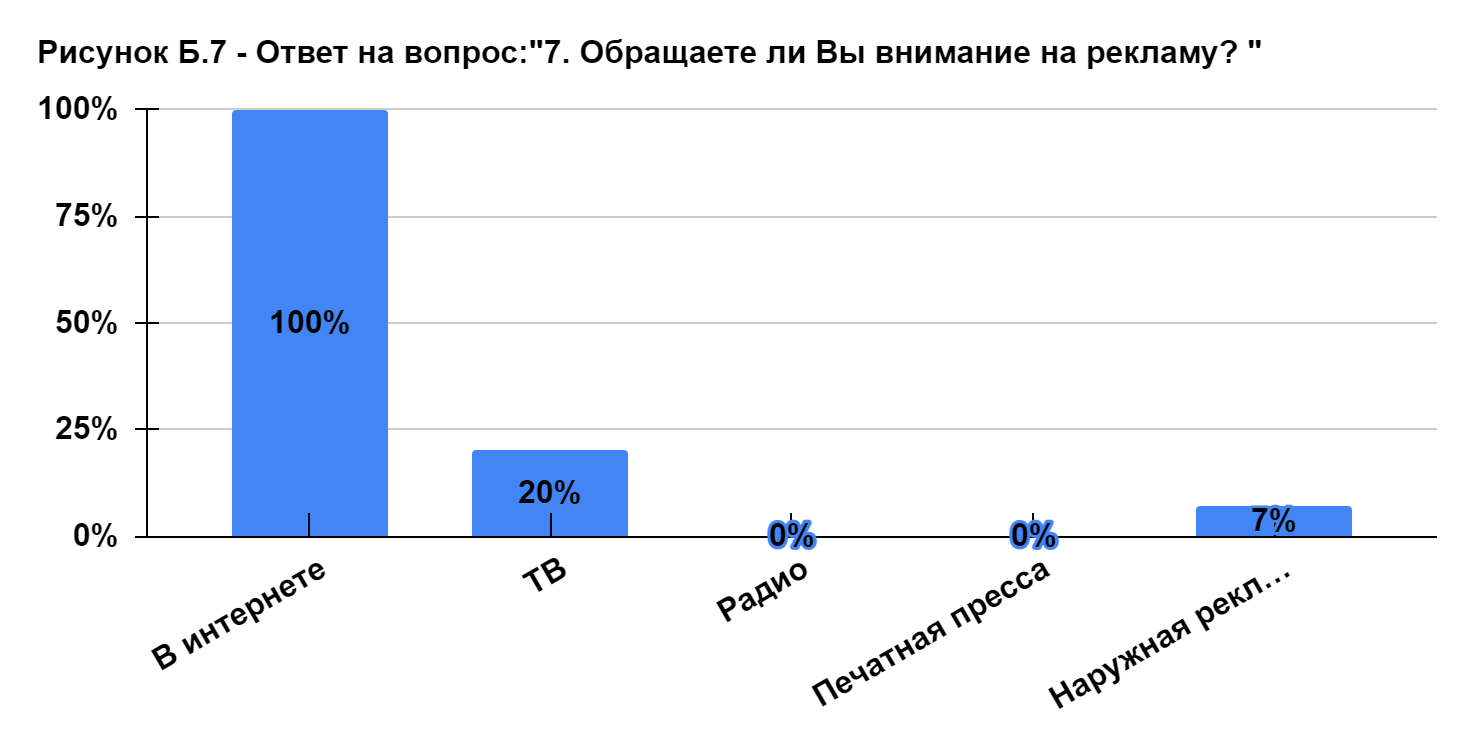 Рисунок Б.7 - Ответ на вопрос:"7. Обращаете ли Вы внимание на рекламу? "
100%
75%
50%
25%
0%
100%
20%
0%
0%
7%
В интернете
ТВ
Радио
Печатная пресса
Наружная рекл…